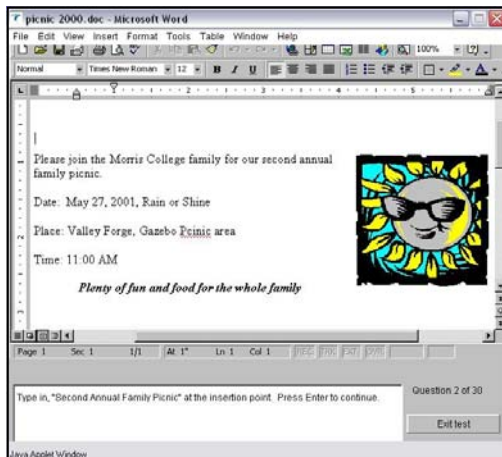 picnic 2000.doc - Microsoft Word
File Edit View Insert Format Tools Table Window Help
100%
Normal Times New Roman 12 B I U
1 2 3 4 5
Please join the Morris College family for our second annual
family picnic.
Date: May 27, 2001, Rain or Shine
Place: Valley Forge, Gazebo Pcinic area
Time: 11:00 AM
Plenty of fun and food for the whole family
Page 1 Sec 1 1/1 At 1" Ln 1 Col 1 REC TRK EXT OVR
Type in, "Second Annual Family Picnic" at the insertion point. Press Enter to continue.
Question 2 of 30
Exit test
Java Applet Window